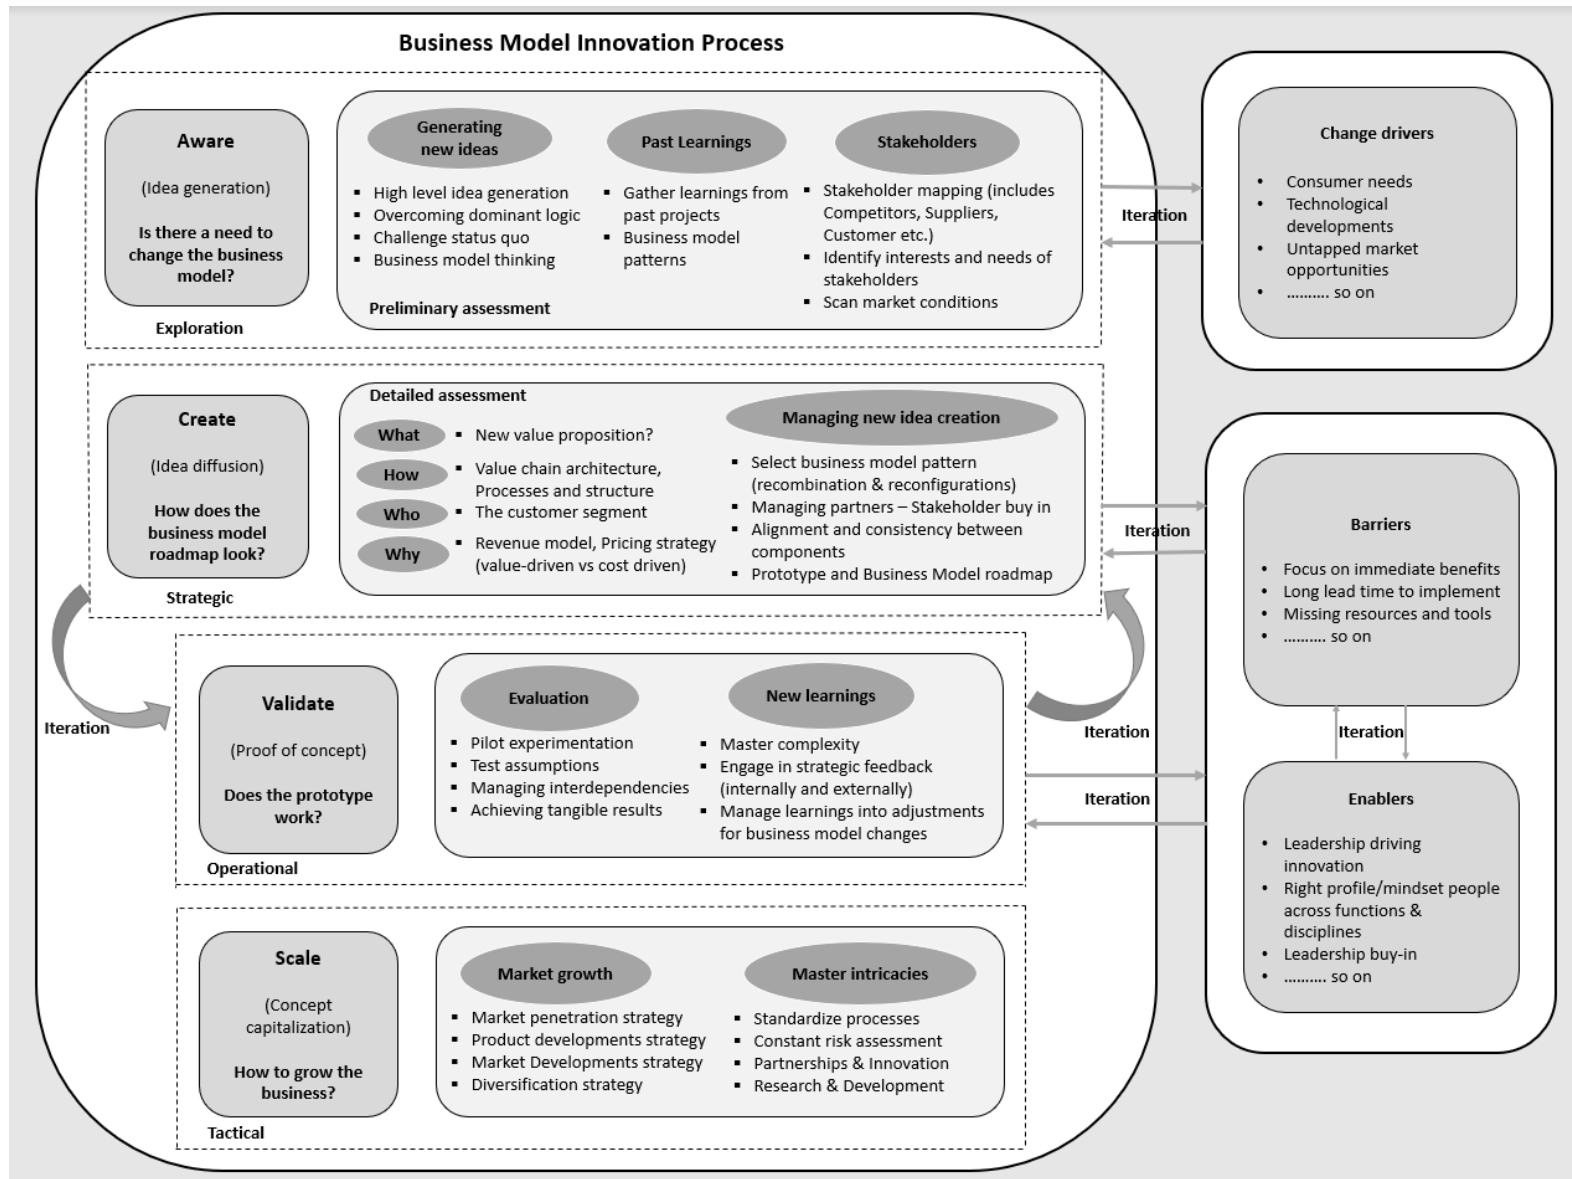 Business Model Innovation Process
Aware
(Idea generation)
Is there a need to
change the business
model?
Exploration
Generating
new ideas
▪ High level idea generation
▪ Overcoming dominant logic
▪ Challenge status quo
▪ Business model thinking
Past Learnings
▪ Gather learnings from
past projects
▪ Business model
patterns
Stakeholders
▪ Stakeholder mapping (includes
Competitors, Suppliers,
Customer etc.)
▪ Identify interests and needs of
stakeholders
▪ Scan market conditions
Preliminary assessment
Iteration
Change drivers
• Consumer needs
• Technological
developments
• Untapped market
opportunities
• .......... so on
Create
(Idea diffusion)
How does the
business model
roadmap look?
Strategic
Detailed assessment
What
▪ New value proposition?
How
▪ Value chain architecture,
Processes and structure
Who
▪ The customer segment
Why
▪ Revenue model, Pricing strategy
(value-driven vs cost driven)
Managing new idea creation
▪ Select business model pattern
(recombination & reconfigurations)
▪ Managing partners – Stakeholder buy in
▪ Alignment and consistency between
components
▪ Prototype and Business Model roadmap
Iteration
Barriers
• Focus on immediate benefits
• Long lead time to implement
• Missing resources and tools
• .......... so on
Iteration
Validate
(Proof of concept)
Does the prototype
work?
Operational
Evaluation
▪ Pilot experimentation
▪ Test assumptions
▪ Managing interdependencies
▪ Achieving tangible results
New learnings
▪ Master complexity
▪ Engage in strategic feedback
(internally and externally)
▪ Manage learnings into adjustments
for business model changes
Iteration
Iteration
Iteration
Enablers
• Leadership driving
innovation
• Right profile/mindset people
across functions &
disciplines
• Leadership buy-in
• .......... so on
Scale
(Concept
capitalization)
How to grow the
business?
Tactical
Market growth
▪ Market penetration strategy
▪ Product developments strategy
▪ Market Developments strategy
▪ Diversification strategy
Master intricacies
▪ Standardize processes
▪ Constant risk assessment
▪ Partnerships & Innovation
▪ Research & Development